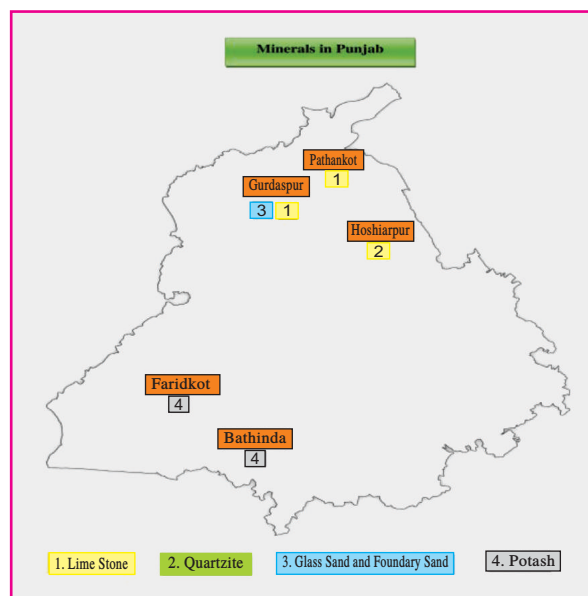 Minerals in Punjab
Pathankot
1
Gurdaspur
3 1
Hoshiarpur
2
Faridkot
4
Bathinda
4
1. Lime Stone 2. Quartzite 3. Glass Sand and Foundary Sand 4. Potash